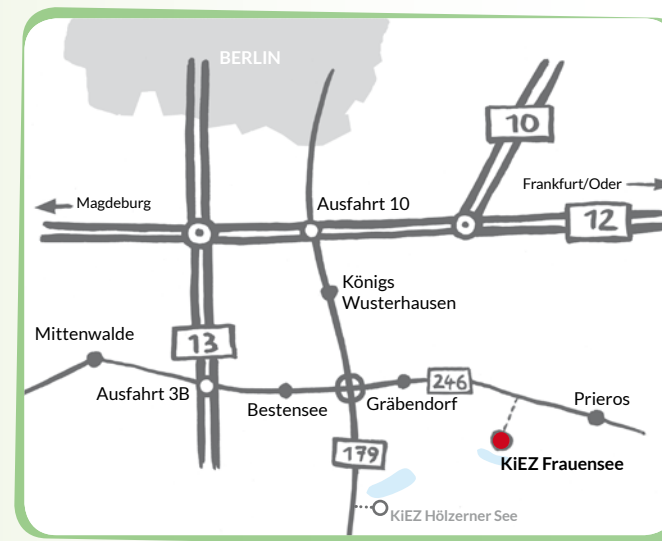 BERLIN
10
Frankfurt/Oder
Magdeburg
Ausfahrt 10
12
Königs
Wusterhausen
Mittenwalde
13
Ausfahrt 3B
246
Bestensee
Gräbendorf
Prieros
179
KiEZ Frauensee
KiEZ Hölzerner See